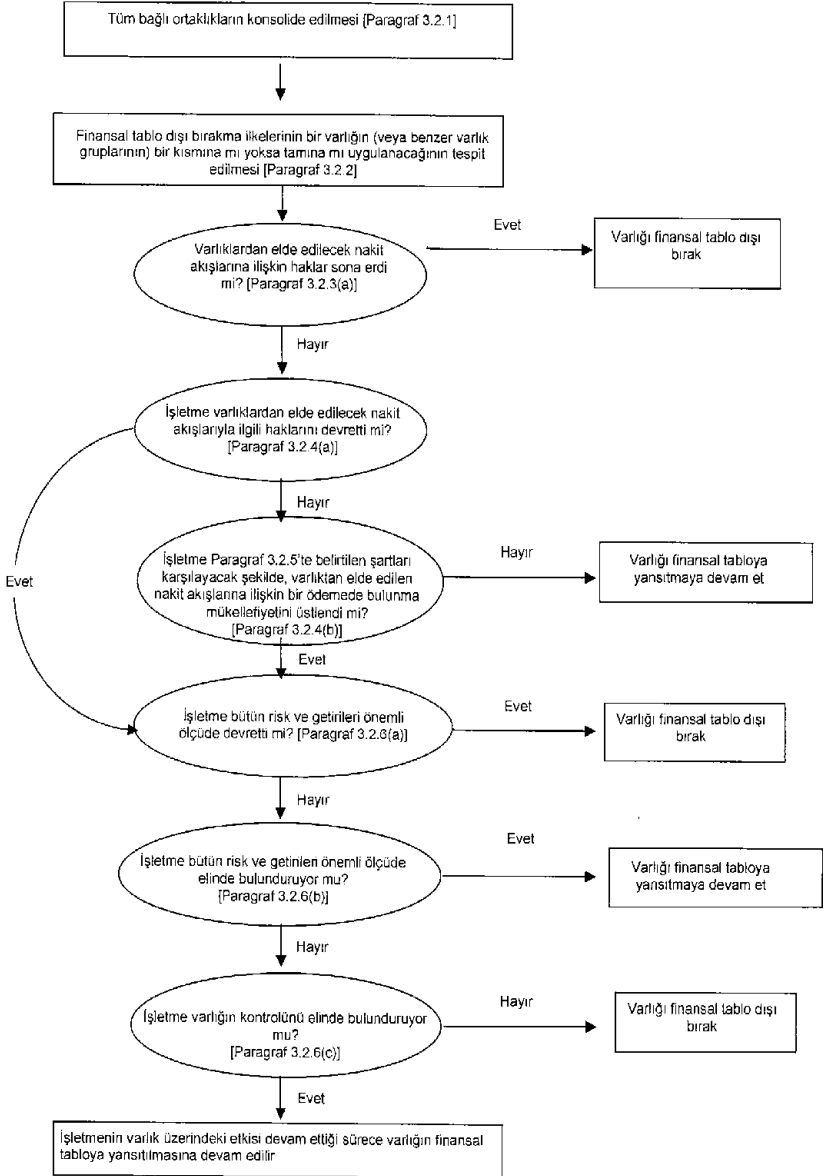 Tüm bağlı ortaklıkların konsolide edilmesi [Paragraf 3.2.1]
Finansal tablo dışı bırakma ilkelerinin bir varlığın (veya benzer varlık
gruplarının) bir kısmına mı yoksa tamına mı uygulanacağının tespit
edilmesi [Paragraf 3.2.2]
Varlıklardan elde edilecek nakit
akışlarına ilişkin haklar sona erdi
mi? [Paragraf 3.2.3(a)]
Evet
Varlığı finansal tablo dışı
bırak
Hayır
İşletme varlıklardan elde edilecek nakit
akışlarıyla ilgili haklarını devretti mi?
[Paragraf 3.2.4(a)]
Hayır
Evet
İşletme Paragraf 3.2.5'te belirtilen şartları
karşılayacak şekilde, varlıktan elde edilen
nakit akışlarına ilişkin bir ödemede bulunma
mükellefiyetini üstlendi mi?
[Paragraf 3.2.4(b)]
Hayır
Varlığı finansal tabloya
yansıtmaya devam et
Evet
İşletme bütün risk ve getirileri önemli
ölçüde devretti mi? [Paragraf 3.2.6(a)]
Evet
Varlığı finansal tablo dışı
bırak
Hayır
İşletme bütün risk ve getirileri önemli ölçüde
elinde bulunduruyor mu?
[Paragraf 3.2.6(b)]
Evet
Varlığı finansal tabloya
yansıtmaya devam et
Hayır
İşletme varlığın kontrolünü elinde bulunduruyor
mu?
[Paragraf 3.2.6(c)]
Hayır
Varlığı finansal tablo dışı
bırak
Evet
İşletmenin varlık üzerindeki etkisi devam ettiği sürece varlığın finansal
tabloya yansıtılmasına devam edilir